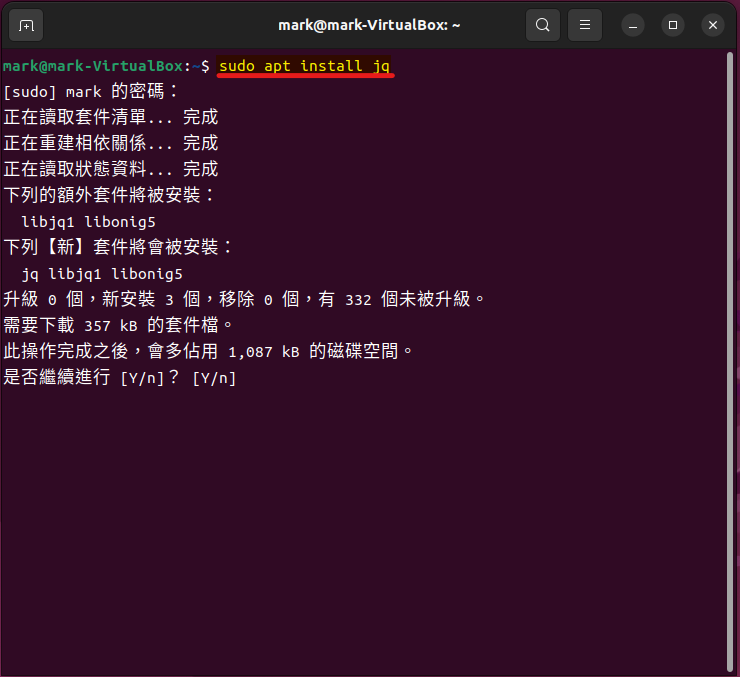 mark@mark-VirtualBox: ~
mark@mark-VirtualBox:~$ sudo apt install jq
[sudo] mark 的密碼：
正在讀取套件清單... 完成
正在重建相依關係... 完成
正在讀取狀態資料... 完成
下列的額外套件將被安裝：
libjq1 libonig5
下列【新】套件將會被安裝：
jq libjq1 libonig5
升級 0 個，新安裝 3 個，移除 0 個，有 332 個未被升級。
需要下載 357 kB 的套件檔。
此操作完成之後，會多佔用 1,087 kB 的磁碟空間。
是否繼續進行 [Y/n]？ [Y/n]